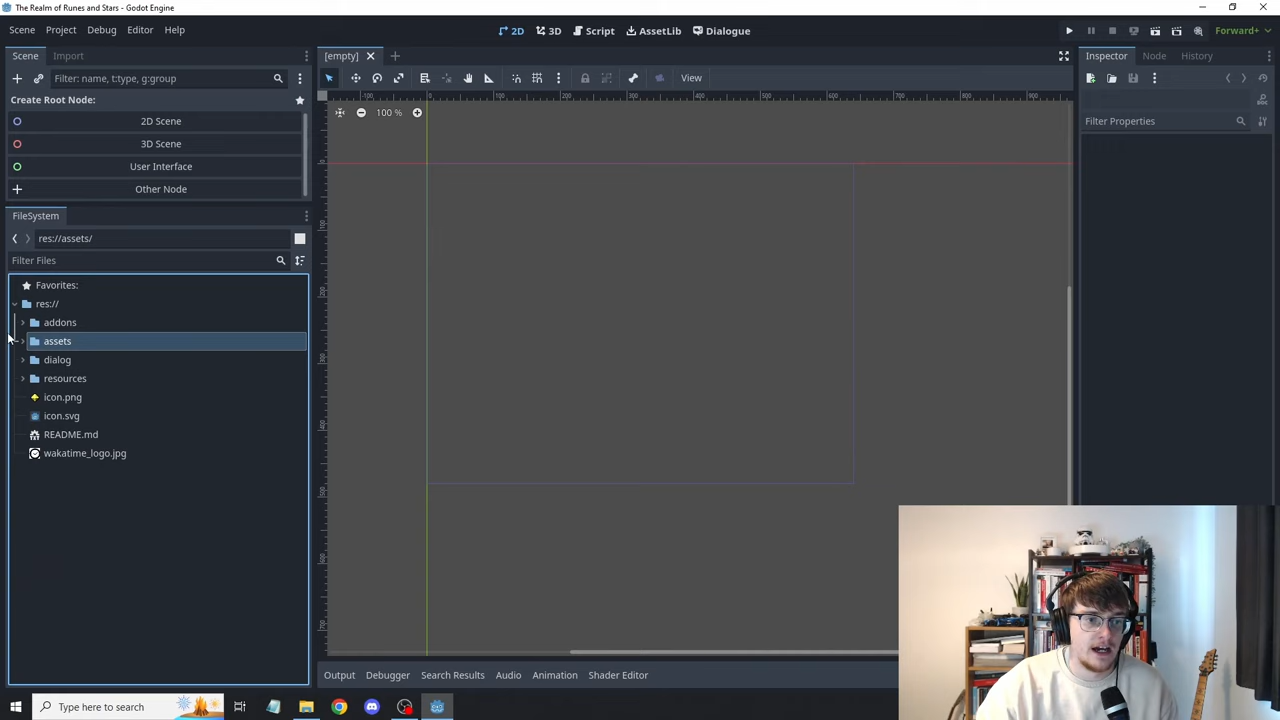 The Realm of Runes and Stars - Godot Engine
Scene Project Debug Editor Help
2D 3D Script AssetLib Dialogue
Forward+
Scene Import
[empty]
Inspector Node History
Filter: name, t:type, g:group
View
Create Root Node:
2D Scene
3D Scene
User Interface
Other Node
100 %
Filter Properties
FileSystem
res://assets/
Filter Files
Favorites:
res://
addons
assets
dialog
resources
icon.png
icon.svg
README.md
wakatime_logo.jpg
Output Debugger Search Results Audio Animation Shader Editor
Type here to search